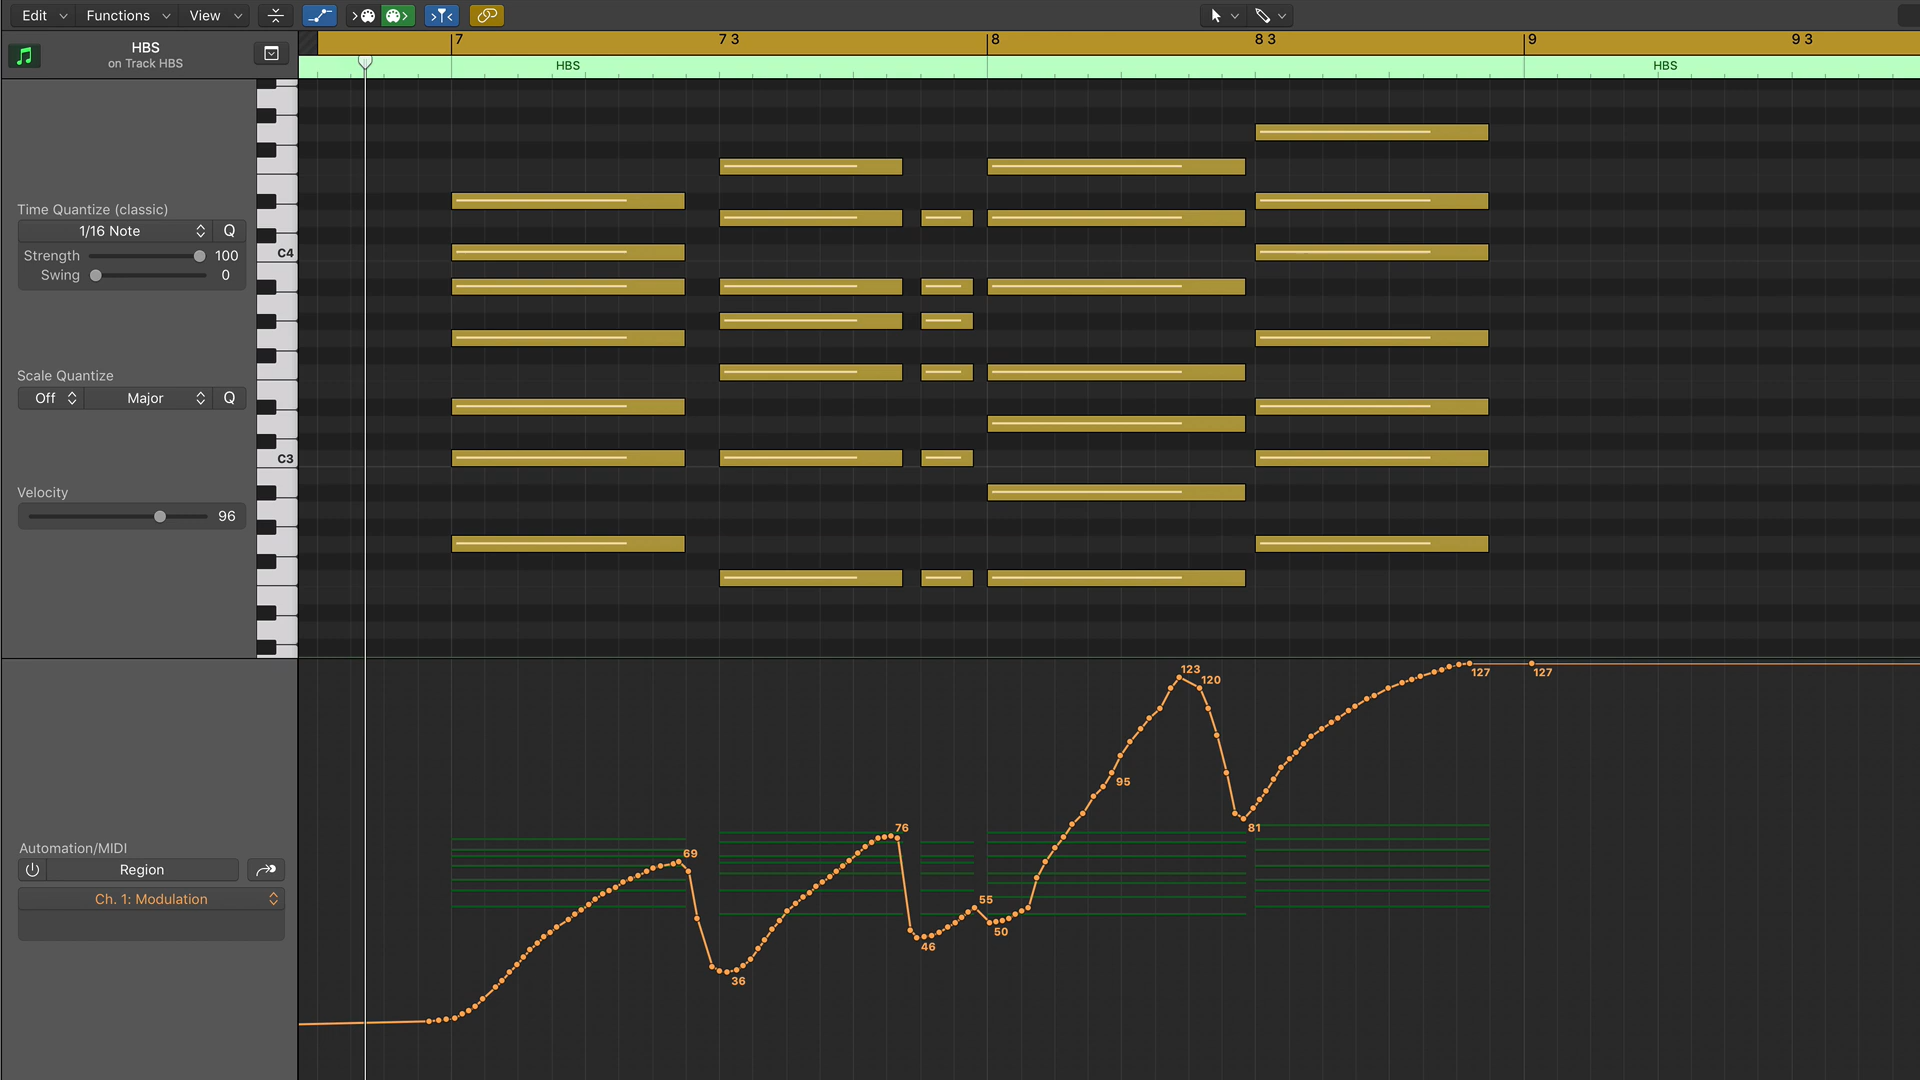 Edit Functions View
HBS
on Track HBS
7 7 3 8 8 3 9 9 3
HBS HBS
Time Quantize (classic)
1/16 Note Q
Strength 100
Swing 0
C4
Scale Quantize
Off Major Q
C3
Velocity
96
123
120
127 127
95
76
81
69
Automation/MIDI
Region
Ch. 1: Modulation
55
50
46
36